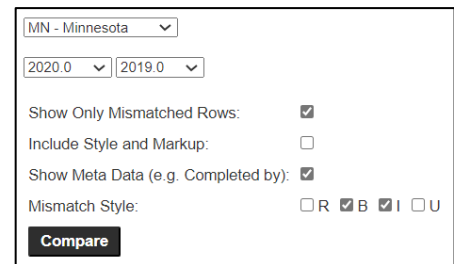 MN - Minnesota
2020.0 2019.0
Show Only Mismatched Rows:
Include Style and Markup:
Show Meta Data (e.g. Completed by):
Mismatch Style: R B I U
Compare